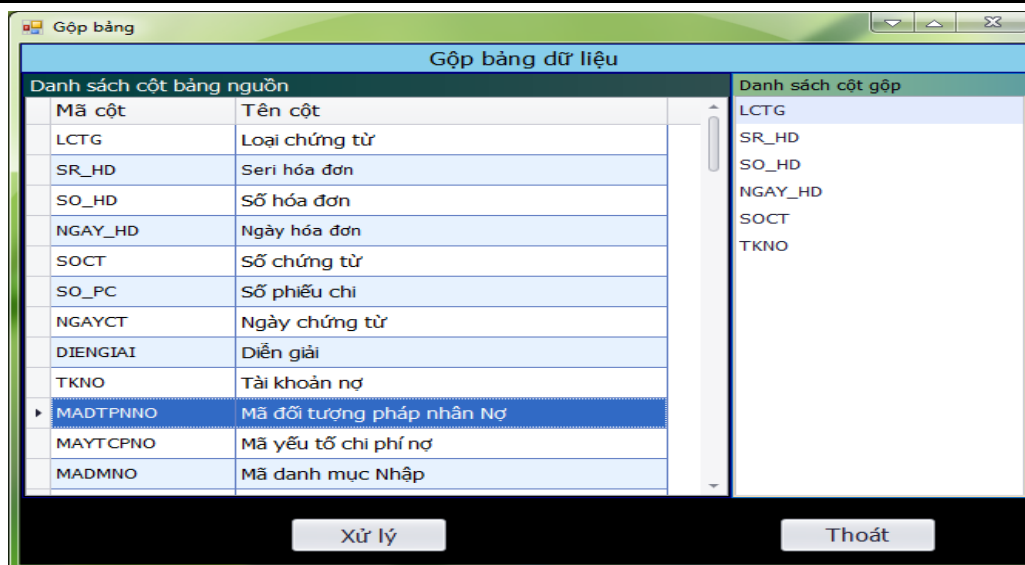 Gộp bảng
Gộp bảng dữ liệu
Danh sách cột bảng nguồn
Mã cột Tên cột
LCTG Loại chứng từ
SR_HD Seri hóa đơn
SO_HD Số hóa đơn
NGAY_HD Ngày hóa đơn
SOCT Số chứng từ
SO_PC Số phiếu chi
NGAYCT Ngày chứng từ
DIENGIAI Diễn giải
TKNO Tài khoản nợ
MADTPNNO Mã đối tượng pháp nhân Nợ
MAYTCPNO Mã yếu tố chi phí nợ
MADMNO Mã danh mục Nhập
Danh sách cột gộp
LCTG
SR_HD
SO_HD
NGAY_HD
SOCT
TKNO
Xử lý
Thoát